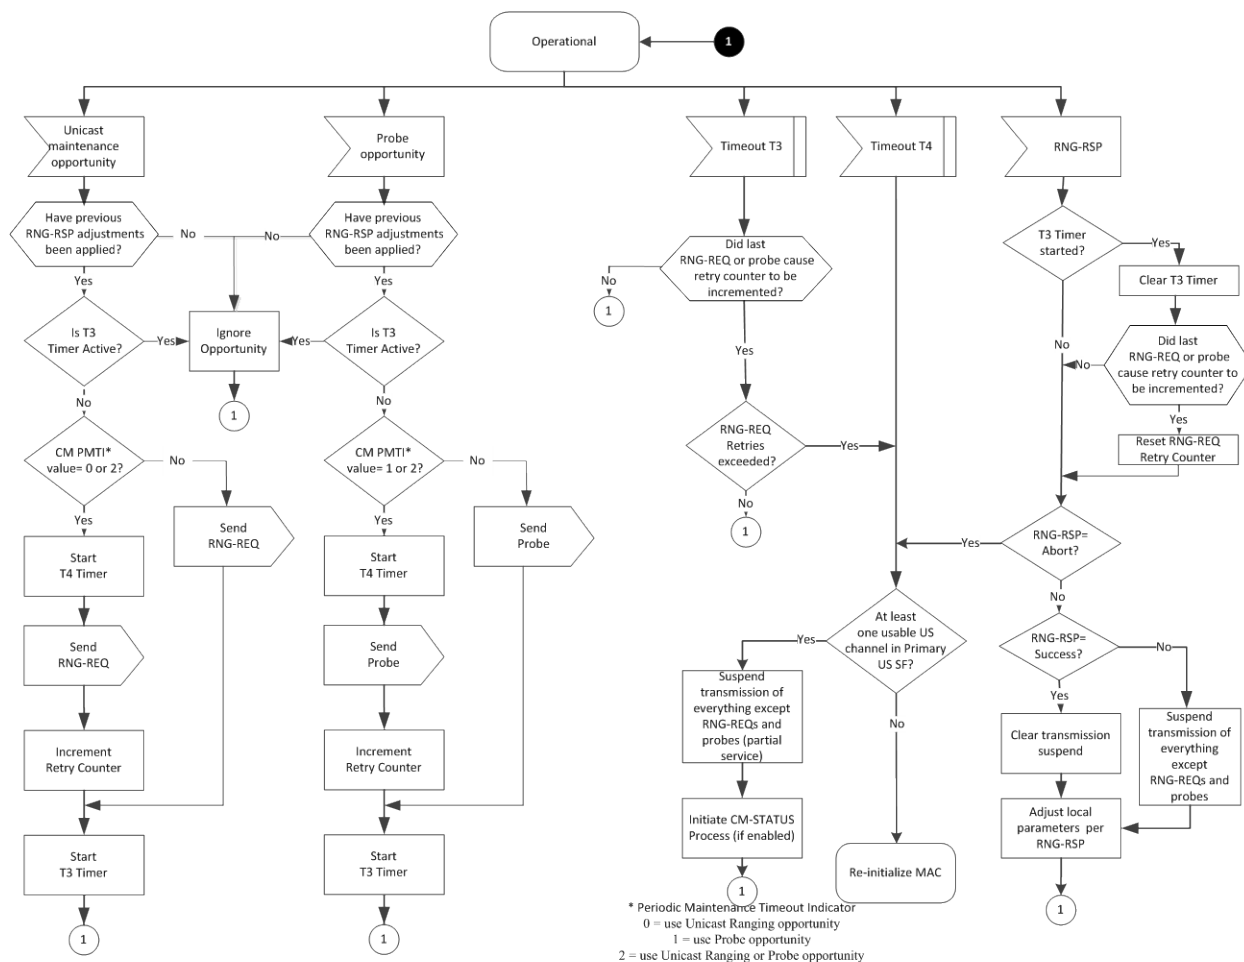 Operational
1
Unicast
maintenance
opportunity
Probe
opportunity
Timeout T3
Timeout T4
RNG-RSP
Have previous
RNG-RSP adjustments
been applied?
No
No
Have previous
RNG-RSP adjustments
been applied?
Did last
RNG-REQ or probe cause
retry counter to be
incremented?
No
1
T3 Timer
started?
Yes
Clear T3 Timer
Yes
Yes
Is T3
Timer Active?
Yes
Ignore
Opportunity
Yes
Is T3
Timer Active?
Yes
No
Did last
RNG-REQ or probe
cause retry counter to
be incremented?
No
No
No
1
Yes
CM PMTI*
value= 0 or 2?
No
CM PMTI*
value= 1 or 2?
No
RNG-REQ
Retries
exceeded?
Yes
Reset RNG-REQ
Retry Counter
No
1
Yes
Send
RNG-REQ
Yes
Send
Probe
RNG-RSP=
Abort?
Yes
No
Start
T4 Timer
Start
T4 Timer
At least
one usable US
channel in Primary
US SF?
Yes
No
RNG-RSP=
Success?
No
Yes
Send
RNG-REQ
Send
Probe
Suspend
transmission of
everything except
RNG-REQs and
probes (partial
service)
Clear transmission
suspend
Suspend
transmission of
everything
except
RNG-REQs and
probes
Increment
Retry Counter
Increment
Retry Counter
Initiate CM-STATUS
Process (if enabled)
Adjust local
parameters per
RNG-RSP
Start
T3 Timer
Start
T3 Timer
Re-initialize MAC
1
1
1
1
* Periodic Maintenance Timeout Indicator
0 = use Unicast Ranging opportunity
1 = use Probe opportunity
2 = use Unicast Ranging or Probe opportunity